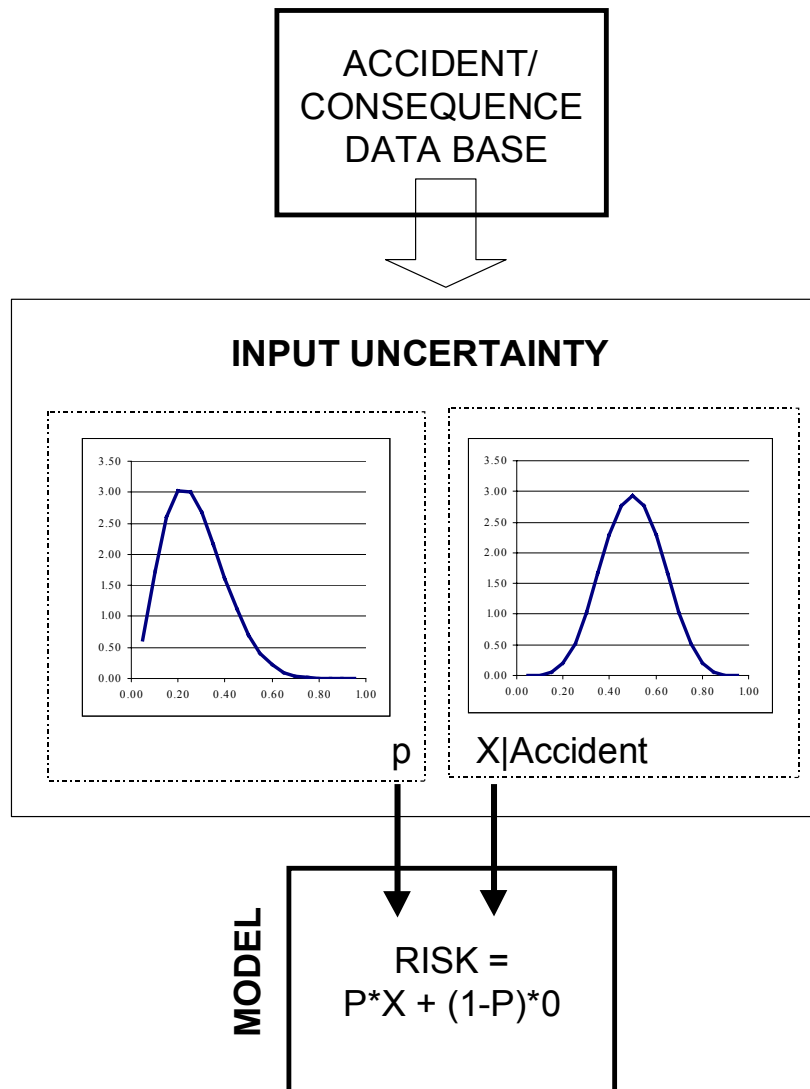 ACCIDENT/
CONSEQUENCE
DATA BASE
INPUT UNCERTAINTY
3.50
3.00
2.50
2.00
1.50
1.00
0.50
0.00
0.00 0.20 0.40 0.60 0.80 1.00
p
3.50
3.00
2.50
2.00
1.50
1.00
0.50
0.00
0.00 0.20 0.40 0.60 0.80 1.00
X|Accident
MODEL
RISK =
P*X + (1-P)*0